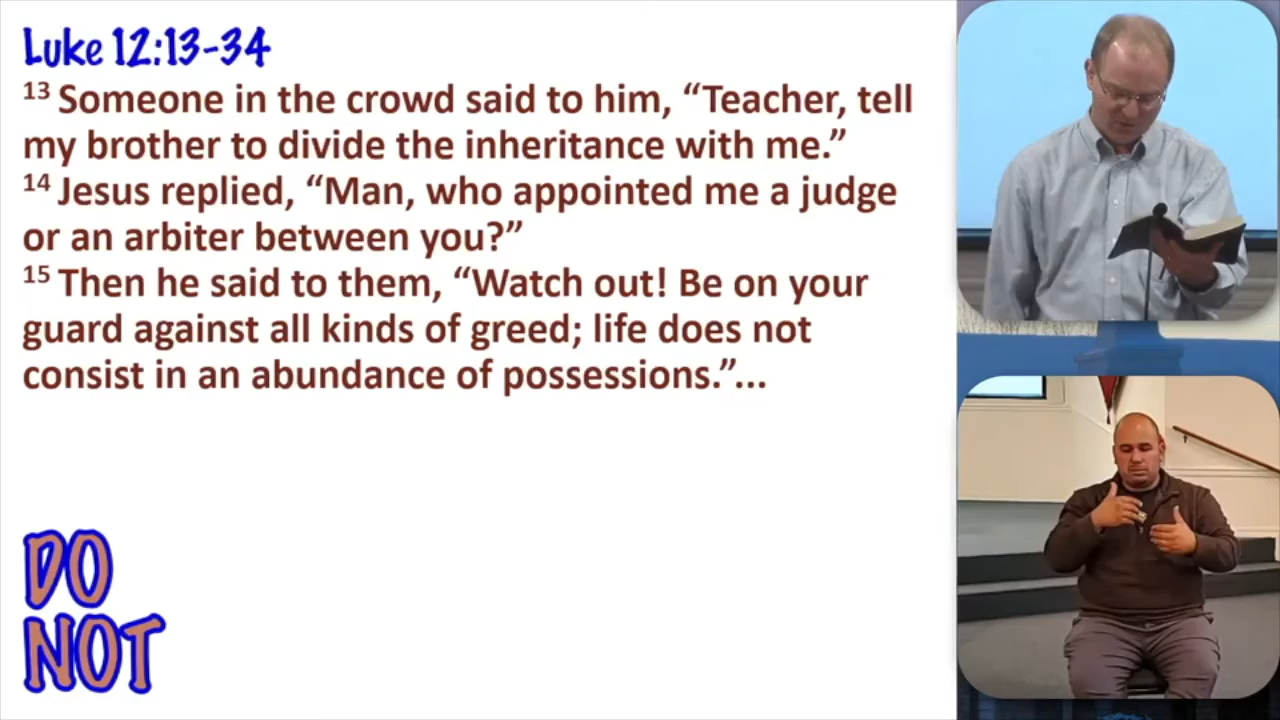 Luke 12:13-34
13 Someone in the crowd said to him, “Teacher, tell
my brother to divide the inheritance with me.”
14 Jesus replied, “Man, who appointed me a judge
or an arbiter between you?”
15 Then he said to them, “Watch out! Be on your
guard against all kinds of greed; life does not
consist in an abundance of possessions.”...
DO
NOT